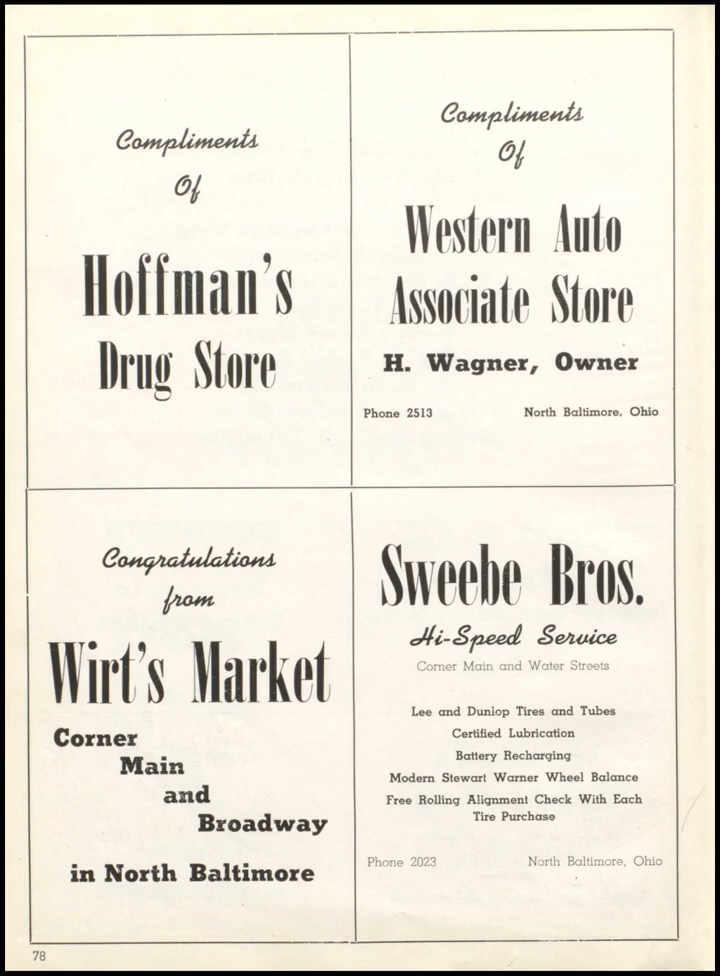 Compliments
Of
Hoffman's
Drug Store
Compliments
Of
Western Auto
Associate Store
H. Wagner, Owner
Phone 2513 North Baltimore, Ohio
Congratulations
from
Wirt's Market
Corner
Main
and
Broadway
in North Baltimore
Sweebe Bros.
Hi-Speed Service
Corner Main and Water Streets
Lee and Dunlop Tires and Tubes
Certified Lubrication
Battery Recharging
Modern Stewart Warner Wheel Balance
Free Rolling Alignment Check With Each
Tire Purchase
Phone 2023 North Baltimore, Ohio
78